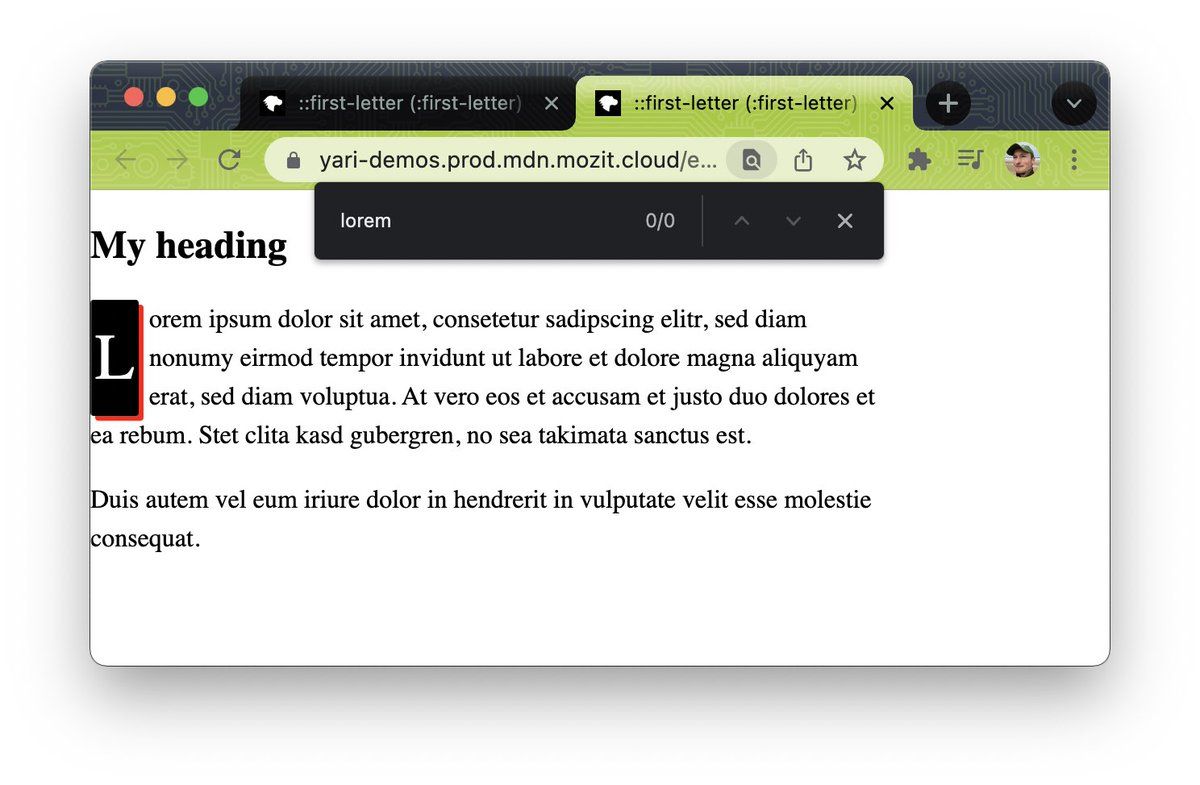 ::first-letter (:first-letter)
::first-letter (:first-letter)
yari-demos.prod.mdn.mozit.cloud/e...
lorem 0/0
My heading
Lorem ipsum dolor sit amet, consetetur sadipscing elitr, sed diam
nonumy eirmod tempor invidunt ut labore et dolore magna aliquyam
erat, sed diam voluptua. At vero eos et accusam et justo duo dolores et
ea rebum. Stet clita kasd gubergren, no sea takimata sanctus est.
Duis autem vel eum iriure dolor in hendrerit in vulputate velit esse molestie
consequat.